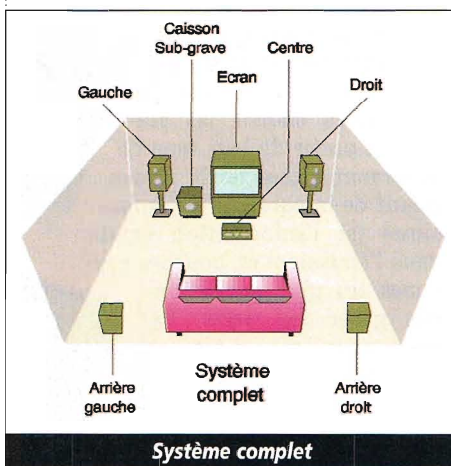 Caisson
Sub-grave
Centre
Ecran
Gauche
Droit
Arrière
gauche
Système
complet
Arrière
droit
Système complet